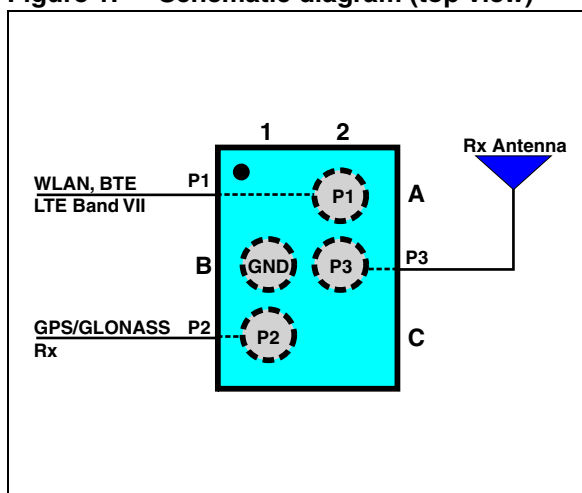 Figure 1. Schematic diagram (top view)
1 2
Rx Antenna
WLAN, BTE P1
LTE Band VII
P1
A
B
GND
P3
P3
GPS/GLONASS P2
Rx
P2
C